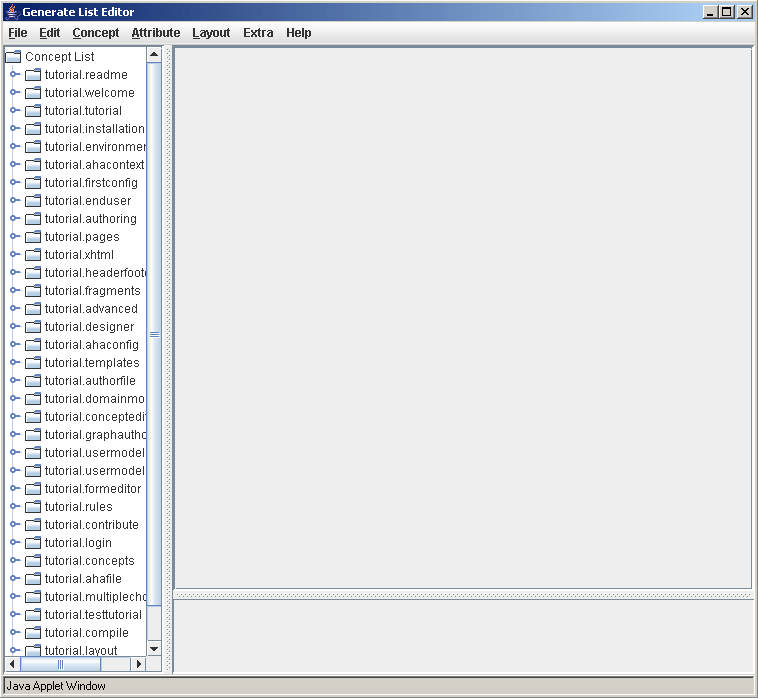 Generate List Editor
File Edit Concept Attribute Layout Extra Help
Concept List
tutorial.readme
tutorial.welcome
tutorial.tutorial
tutorial.installation
tutorial.environmer
tutorial.ahacontext
tutorial.firstconfig
tutorial.enduser
tutorial.authoring
tutorial.pages
tutorial.xhtml
tutorial.headerfoot
tutorial.fragments
tutorial.advanced
tutorial.designer
tutorial.ahaconfig
tutorial.templates
tutorial.authorfile
tutorial.domainmo
tutorial.conceptedi
tutorial.graphautho
tutorial.usermodel
tutorial.usermodel
tutorial.formeditor
tutorial.rules
tutorial.contribute
tutorial.login
tutorial.concepts
tutorial.ahafile
tutorial.multiplecho
tutorial.testtutorial
tutorial.compile
tutorial.layout
Java Applet Window